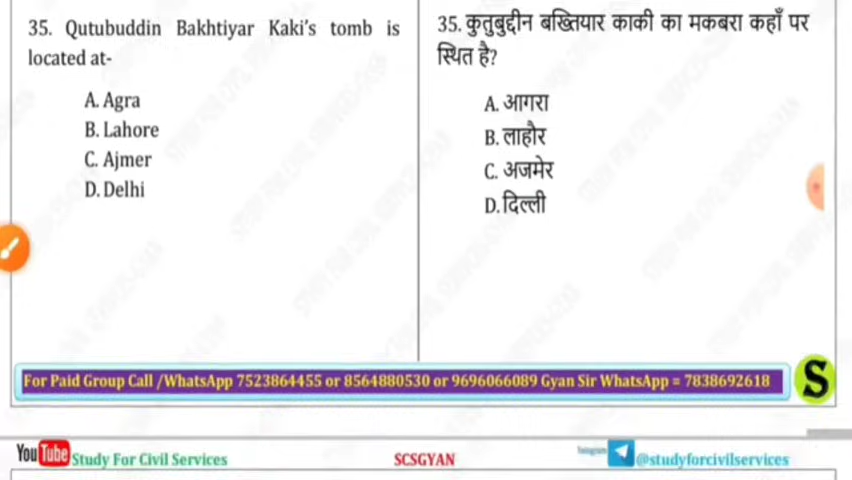 35. Qutubuddin Bakhtiyar Kaki's tomb is
located at-
A. Agra
B. Lahore
C. Ajmer
D. Delhi
35. कुतुबुद्दीन बख्तियार काकी का मकबरा कहाँ पर
स्थित है?
A. आगरा
B. लाहौर
C. अजमेर
D. दिल्ली
For Paid Group Call /WhatsApp 7523864455 or 8564880530 or 9696066089 Gyan Sir WhatsApp = 7838692618
S
YouTube Study For Civil Services
SCSGYAN
Telegram @studyforcivilservices